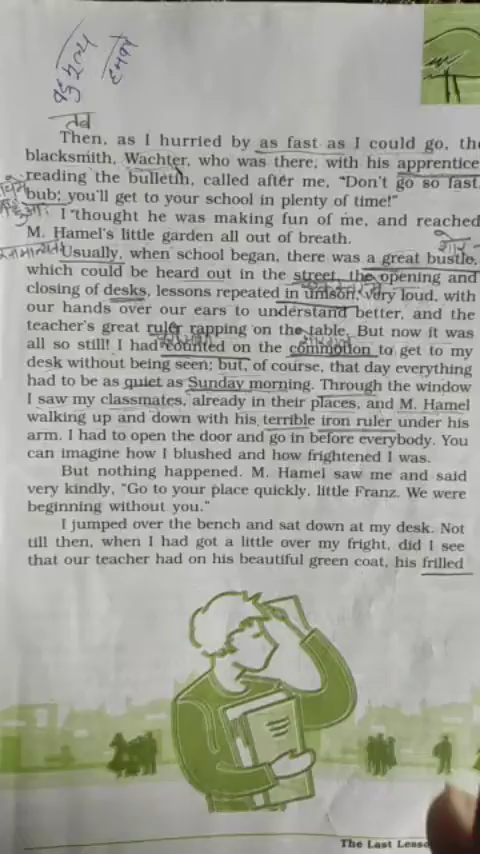 तब
Then, as I hurried by as fast as I could go, the
blacksmith, Wachter, who was there, with his apprentice,
reading the bulletin, called after me, “Don't go so fast,
bub; you'll get to your school in plenty of time!”
I thought he was making fun of me, and reached
M. Hamel's little garden all out of breath.
शोर
Usually, when school began, there was a great bustle,
which could be heard out in the street, the opening and
closing of desks, lessons repeated in unison, very loud, with
our hands over our ears to understand better, and the
teacher's great ruler rapping on the table. But now it was
all so still! I had counted on the commotion to get to my
desk without being seen; but, of course, that day everything
had to be as quiet as Sunday morning. Through the window
I saw my classmates, already in their places, and M. Hamel
walking up and down with his terrible iron ruler under his
arm. I had to open the door and go in before everybody. You
can imagine how I blushed and how frightened I was.
But nothing happened. M. Hamel saw me and said
very kindly, “Go to your place quickly, little Franz. We were
beginning without you.”
I jumped over the bench and sat down at my desk. Not
till then, when I had got a little over my fright, did I see
that our teacher had on his beautiful green coat, his frilled
The Last Lesso